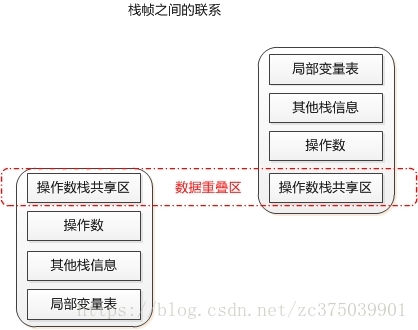 栈帧之间的联系
局部变量表
其他栈信息
操作数
操作数栈共享区
数据重叠区
操作数栈共享区
操作数
其他栈信息
局部变量表
https://blog.csdn.net/zc375039901